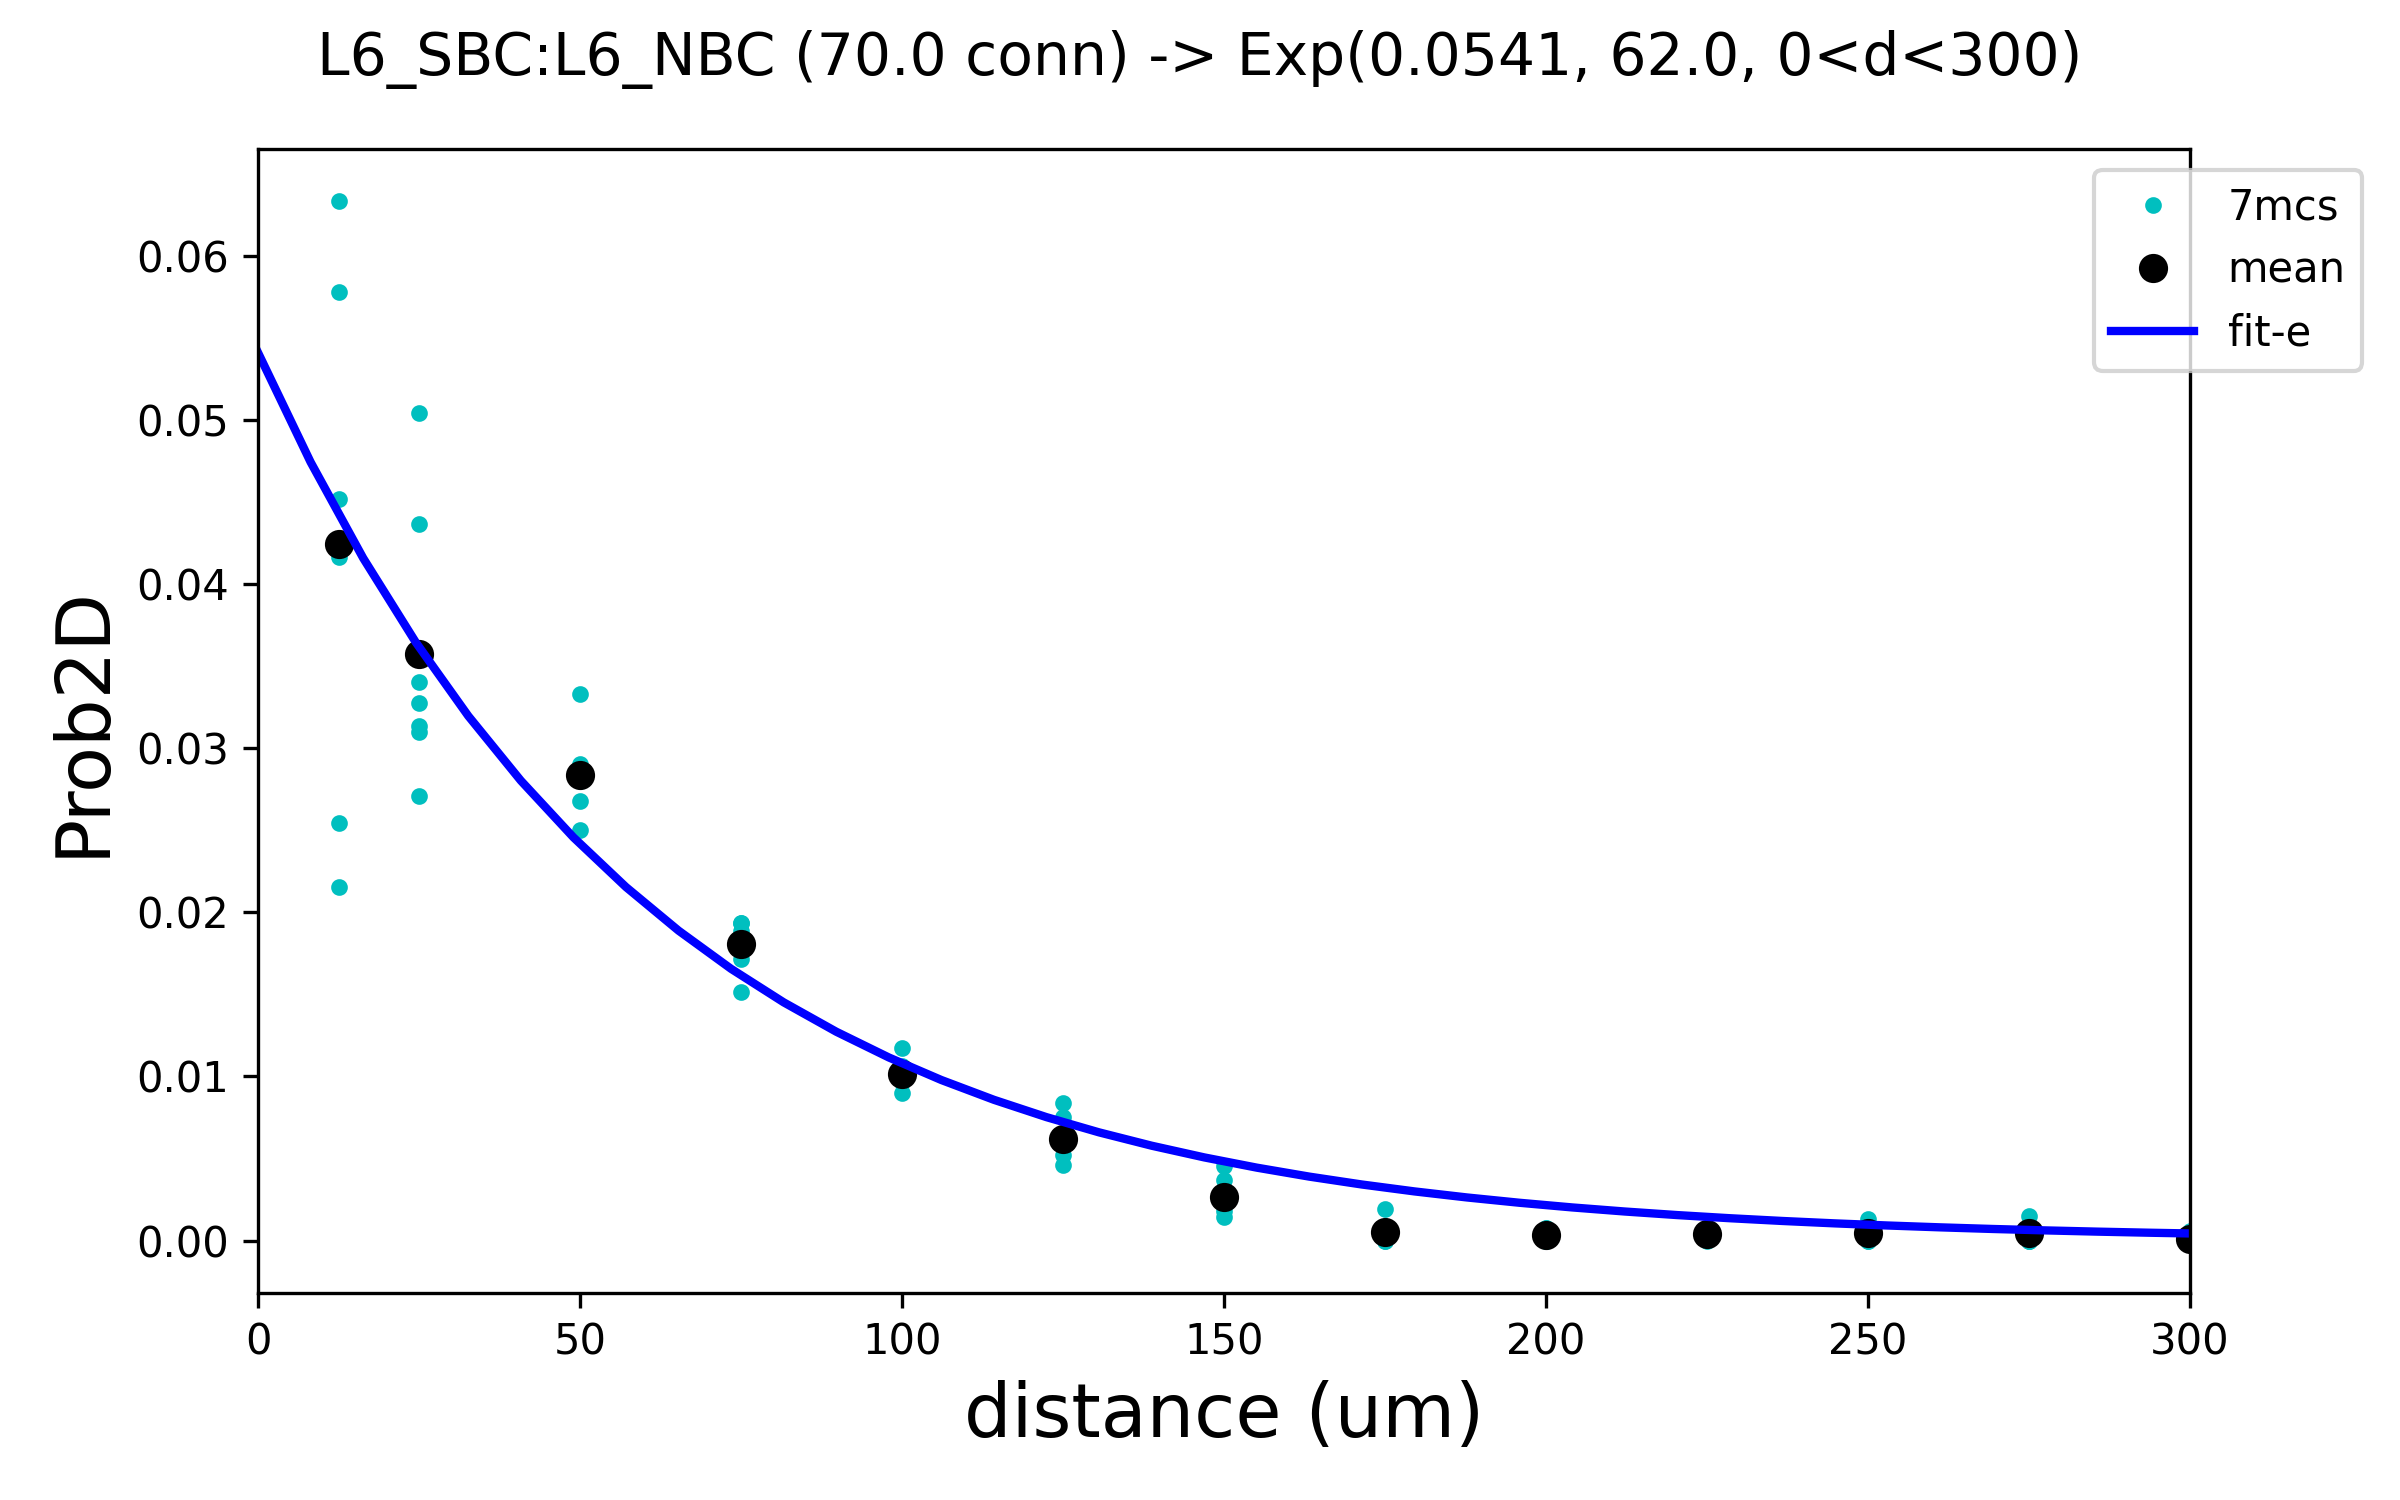 L6_SBC:L6_NBC (70.0 conn) -> Exp(0.0541, 62.0, 0<d<300)
7mcs
mean
fit-e
Prob2D
0.06
0.05
0.04
0.03
0.02
0.01
0.00
0 50 100 150 200 250 300
distance (um)